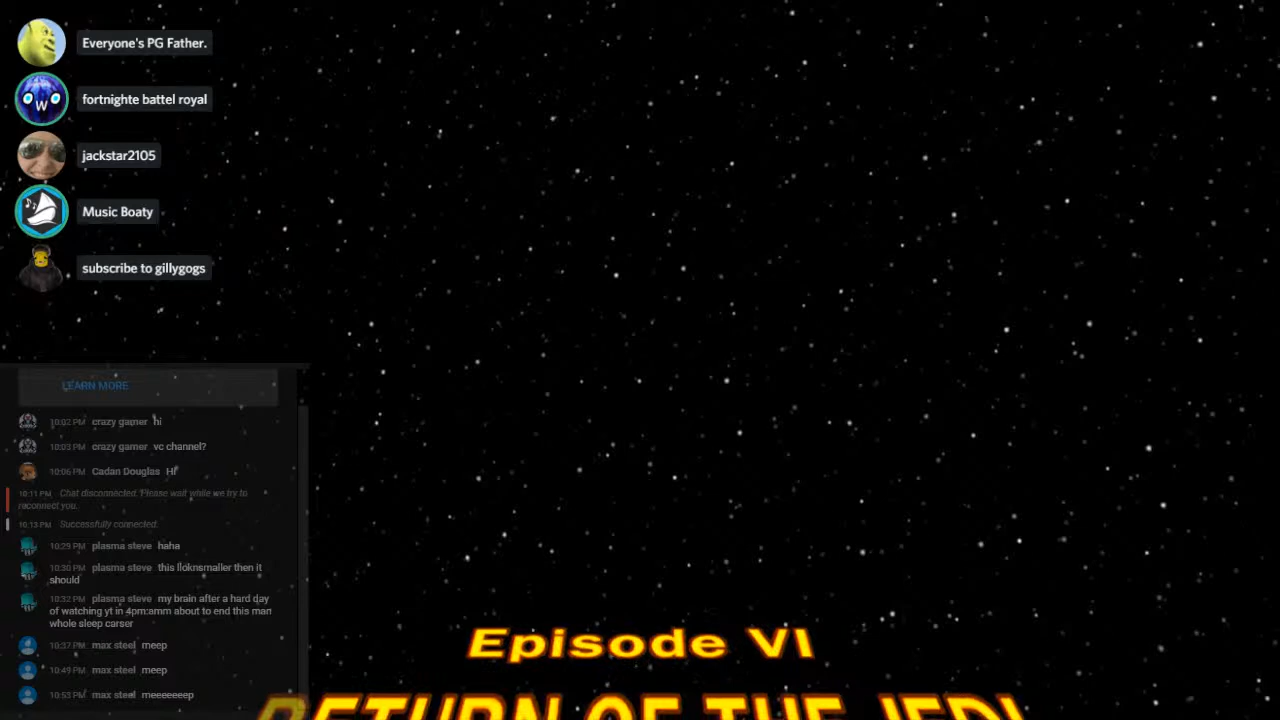 Everyone's PG Father.
fortnighte battel royal
W
jackstar2105
Music Boaty
subscribe to gillygogs
LEARN MORE
10:02 PM crazy gamer hi
10:03 PM crazy gamer vc channel?
10:06 PM Cadan Douglas Hi
10:11 PM Chat disconnected. Please wait while we try to
reconnect you.
10:13 PM Successfully connected.
10:29 PM plasma steve haha
10:30 PM plasma steve this iloknsmaller then it
should
10:32 PM plasma steve my brain after a hard day
of watching yt in 4pm:amm about to end this man
whole sleep carser
10:37 PM max steel meep
10:49 PM max steel meep
10:53 PM max steel meeeeeeep
Episode VI
RETURN OF THE JEDI